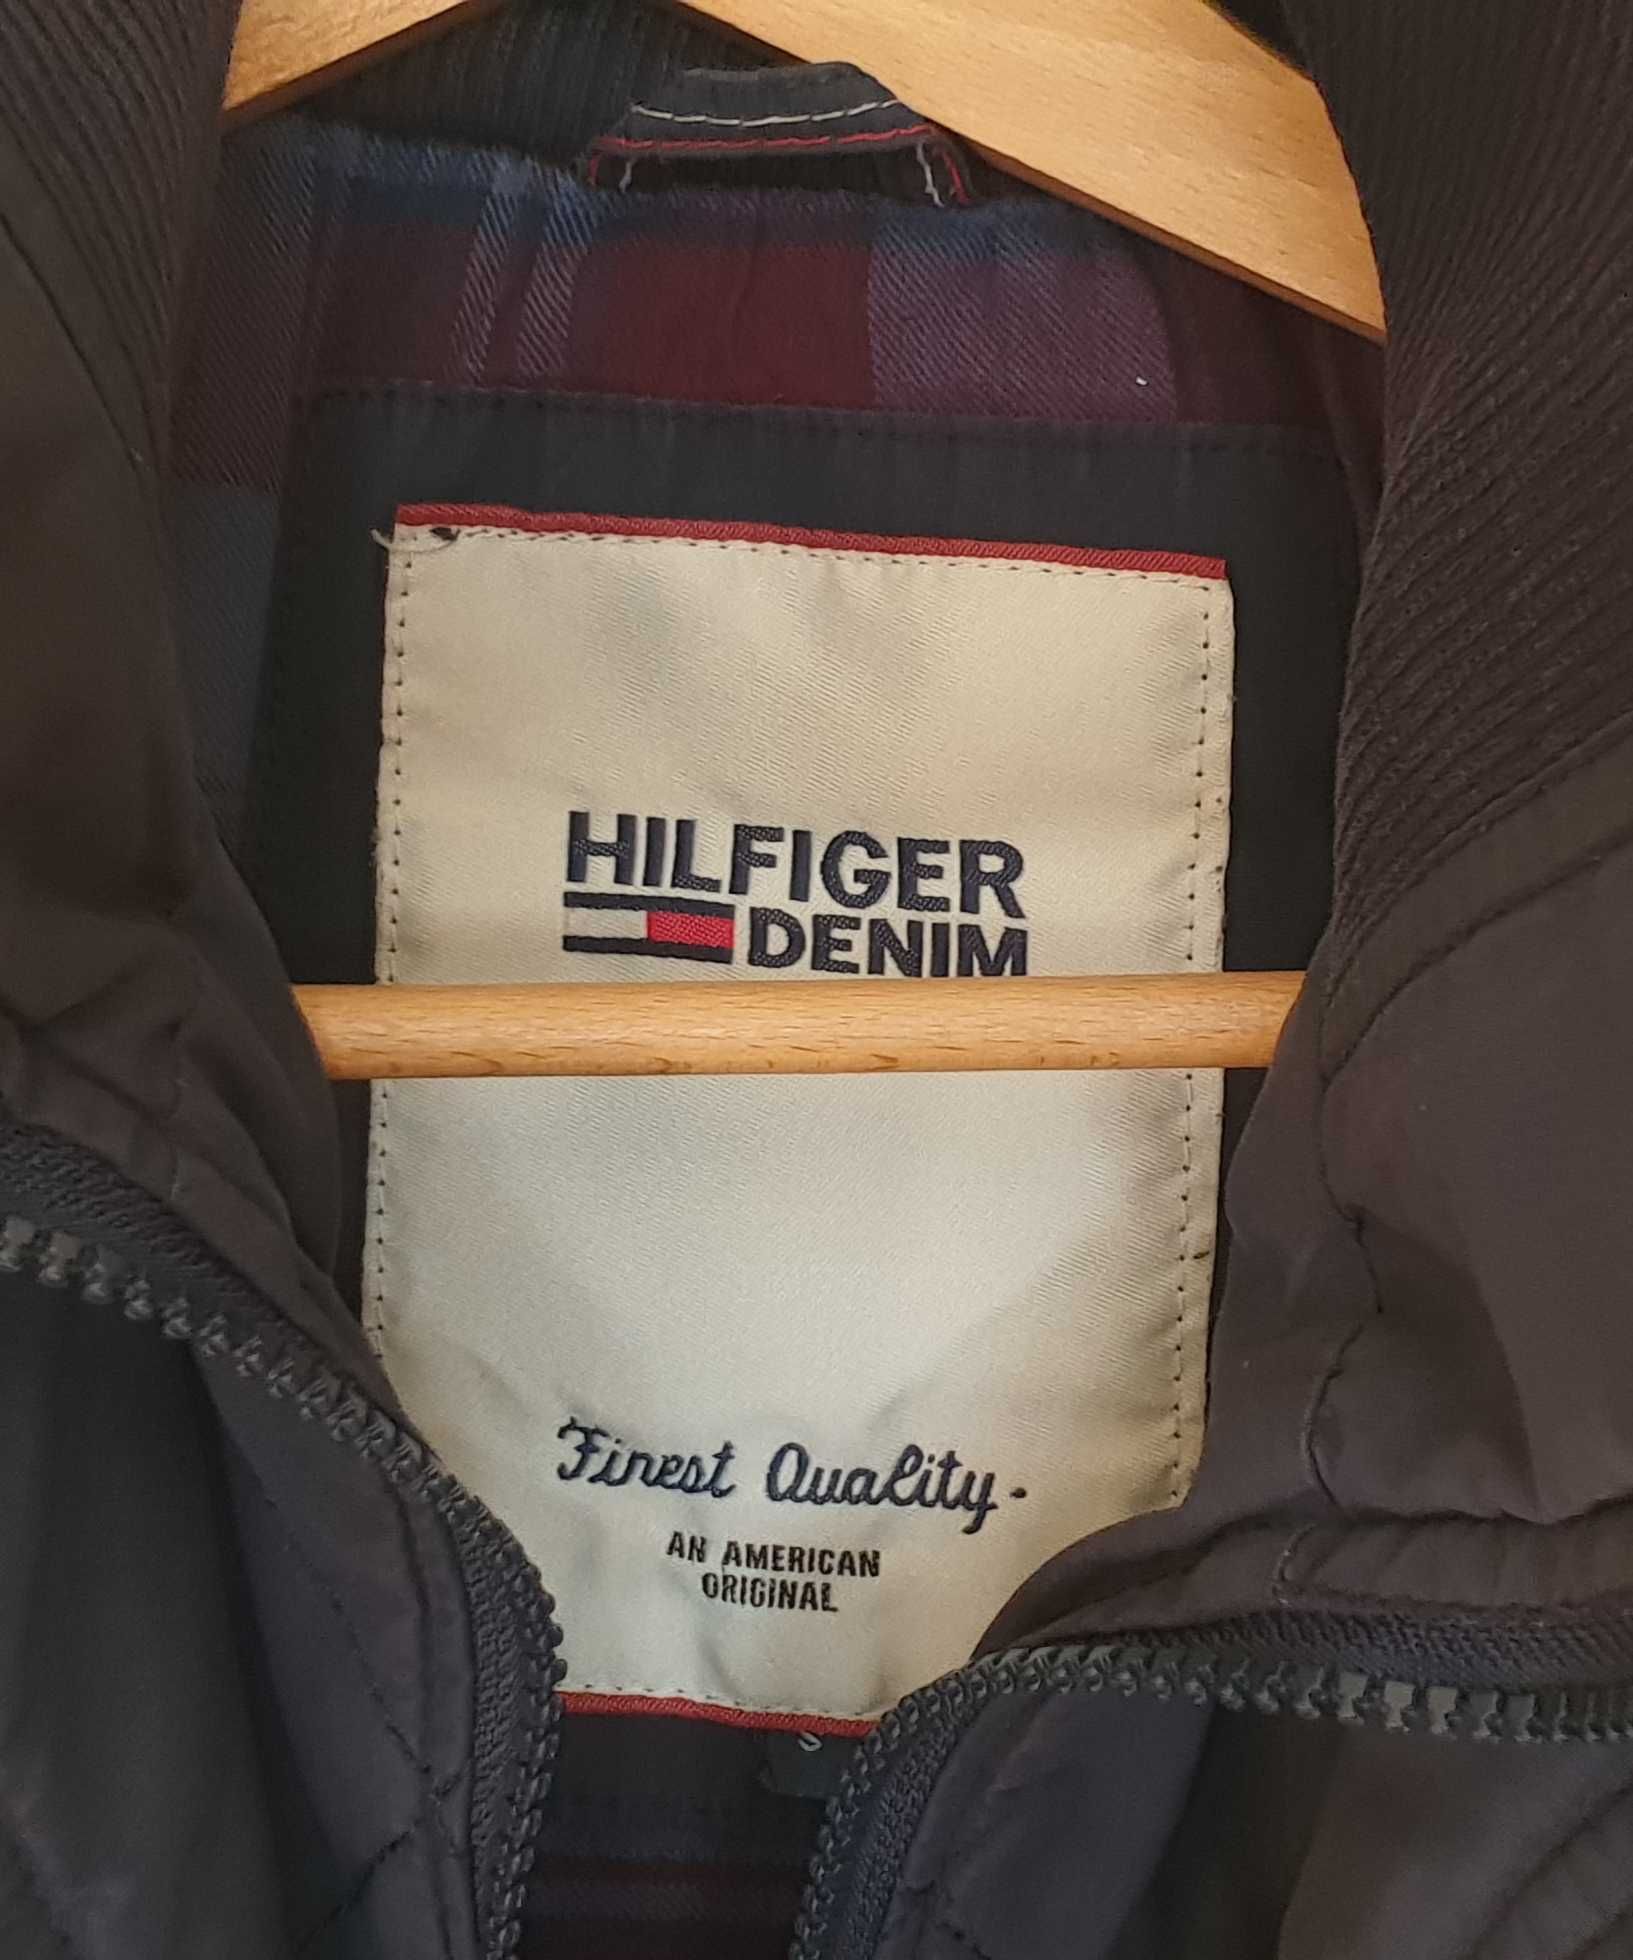 HILFIGER
DENIM
Finest Quality.
AN AMERICAN
ORIGINAL